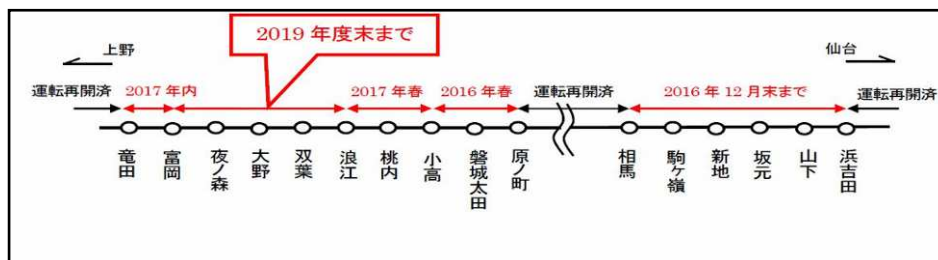 2019 年度末まで
上野
仙台
運転再開済
2017 年内
2017 年春
2016 年春
運転再開済
2016 年 12 月末まで
運転再開済
竜田
富岡
夜ノ森
大野
双葉
浪江
桃内
小高
磐城太田
原ノ町
相馬
駒ケ嶺
新地
坂元
山下
浜吉田